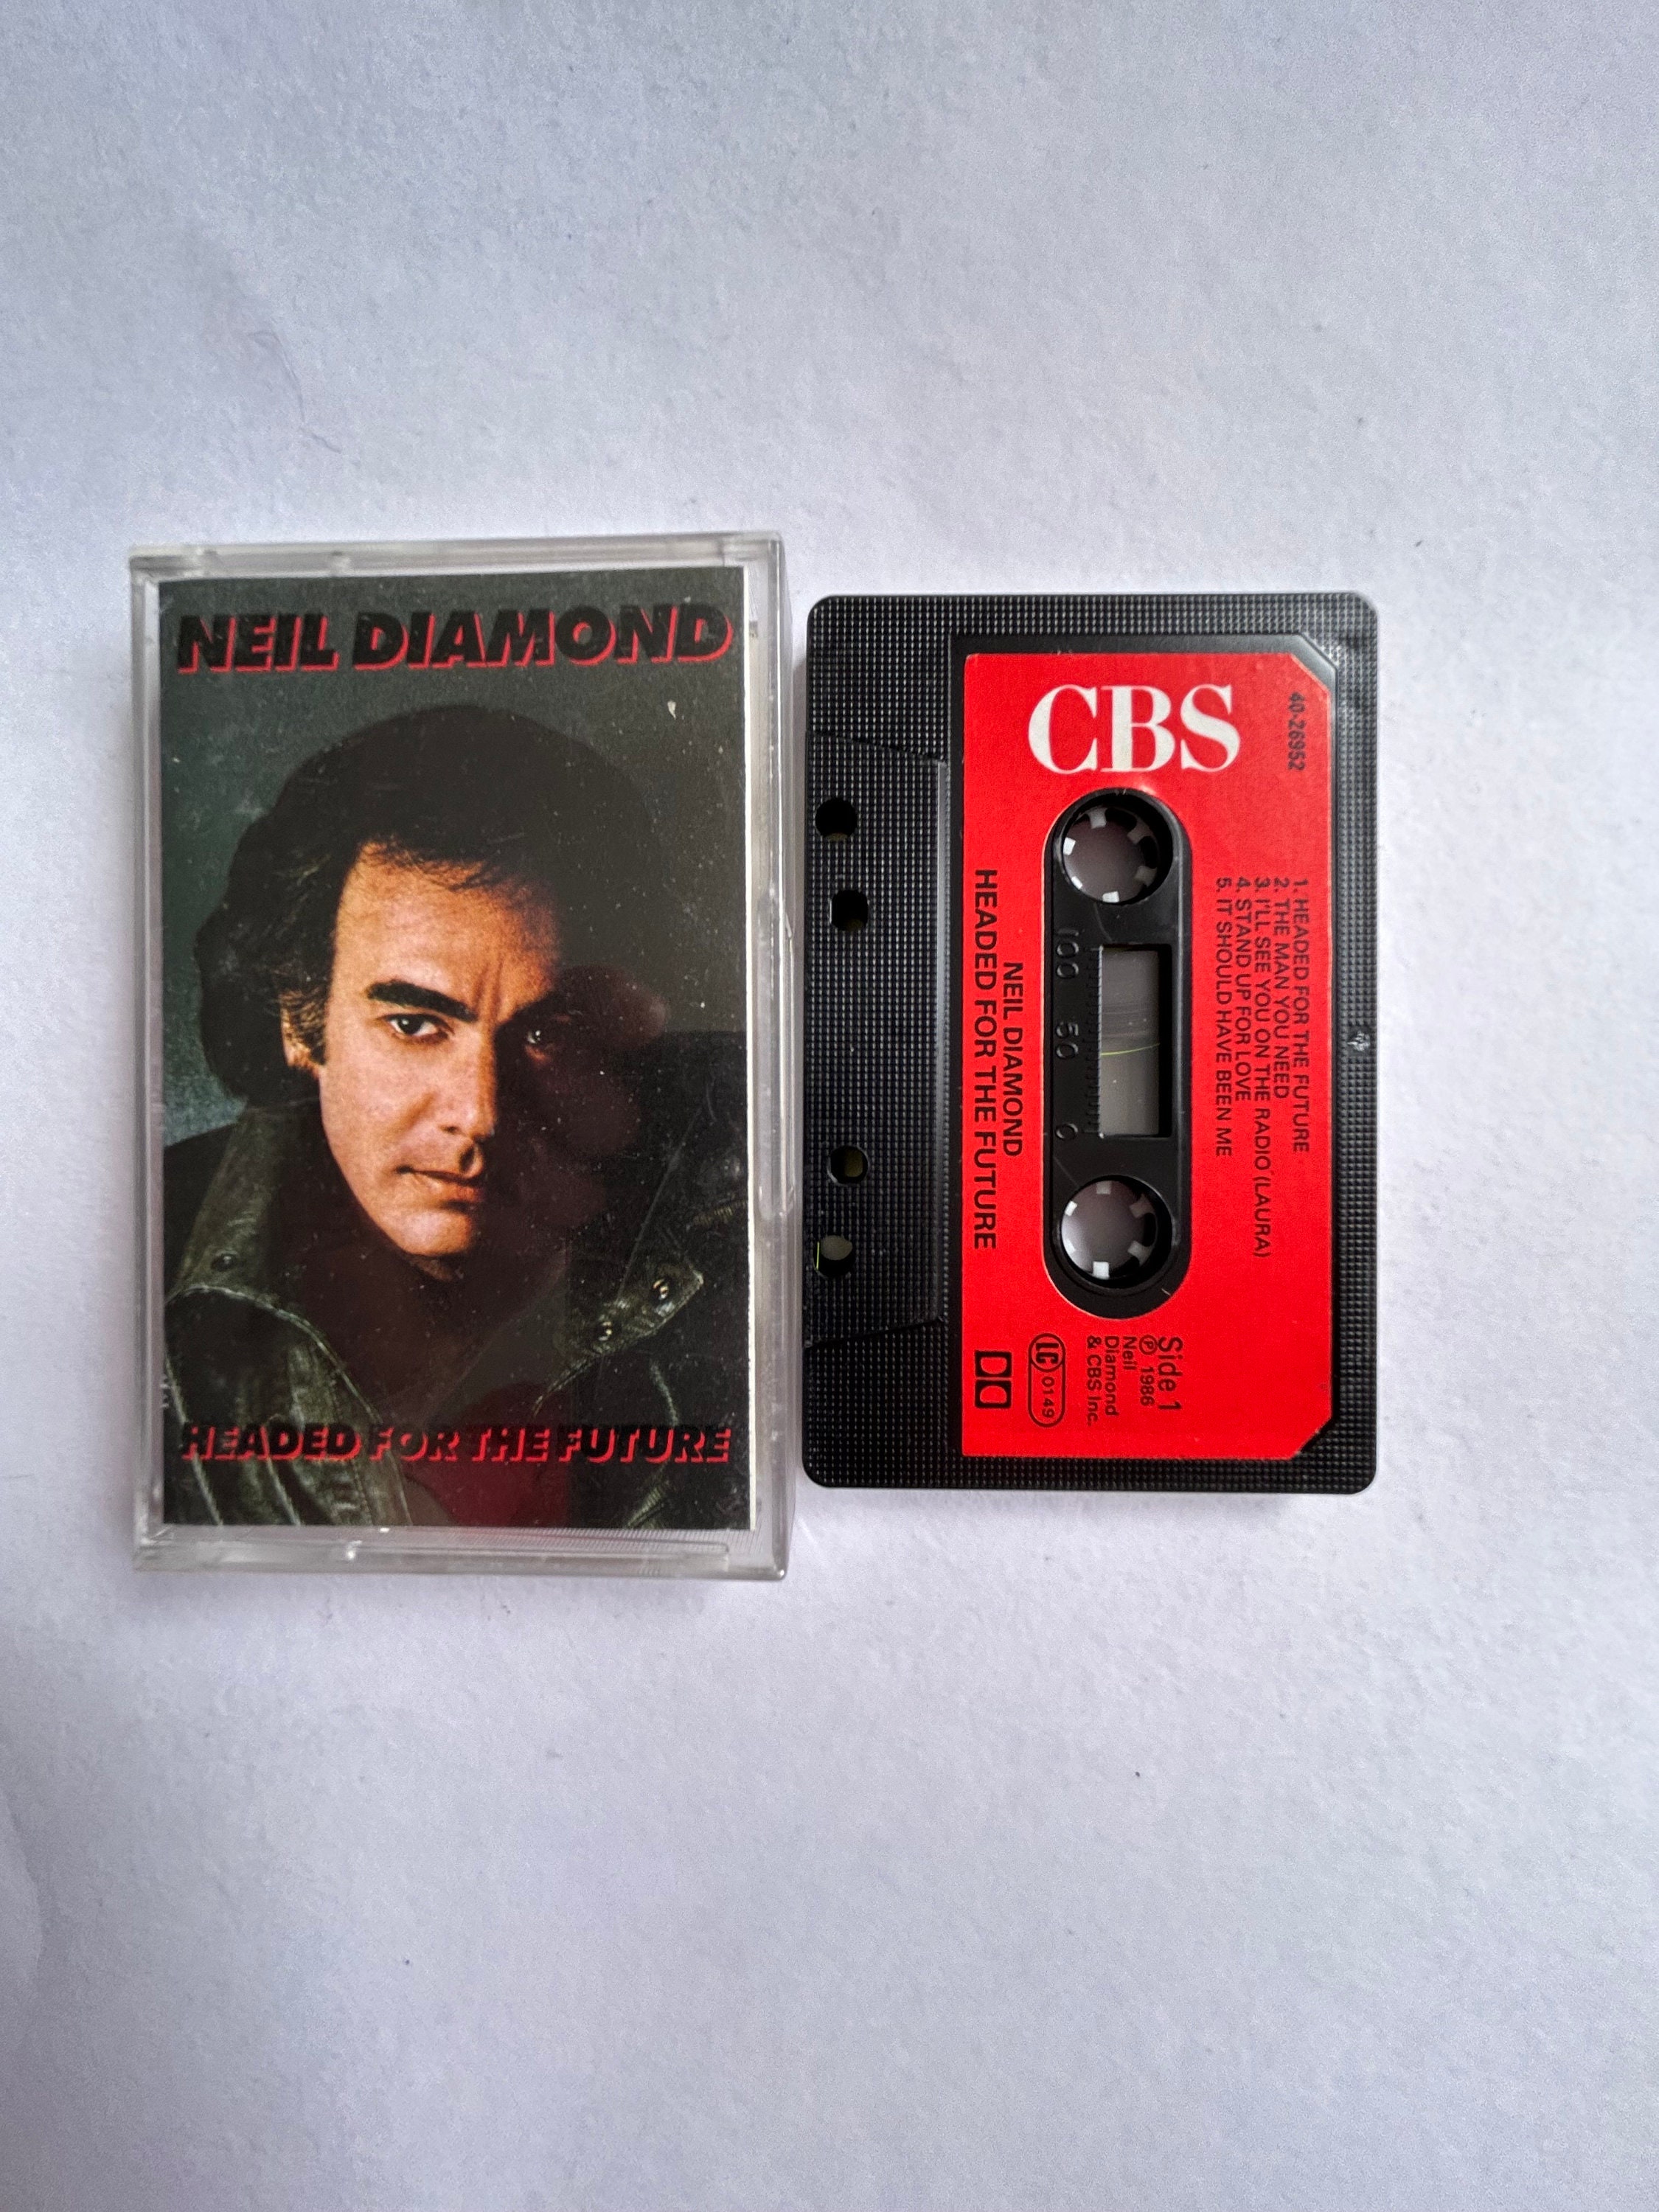 NEIL DIAMOND
HEADED FOR THE FUTURE
CBS
40-26952
1. HEADED FOR THE FUTURE
2. THE MAN YOU NEED
3. I'LL SEE YOU ON THE RADIO (LAURA)
4. STAND UP FOR LOVE
5. IT SHOULD HAVE BEEN ME
100 50 0
NEIL DIAMOND
HEADED FOR THE FUTURE
Side 1
℗ 1986
Neil
Diamond
& CBS Inc.
LC 0149